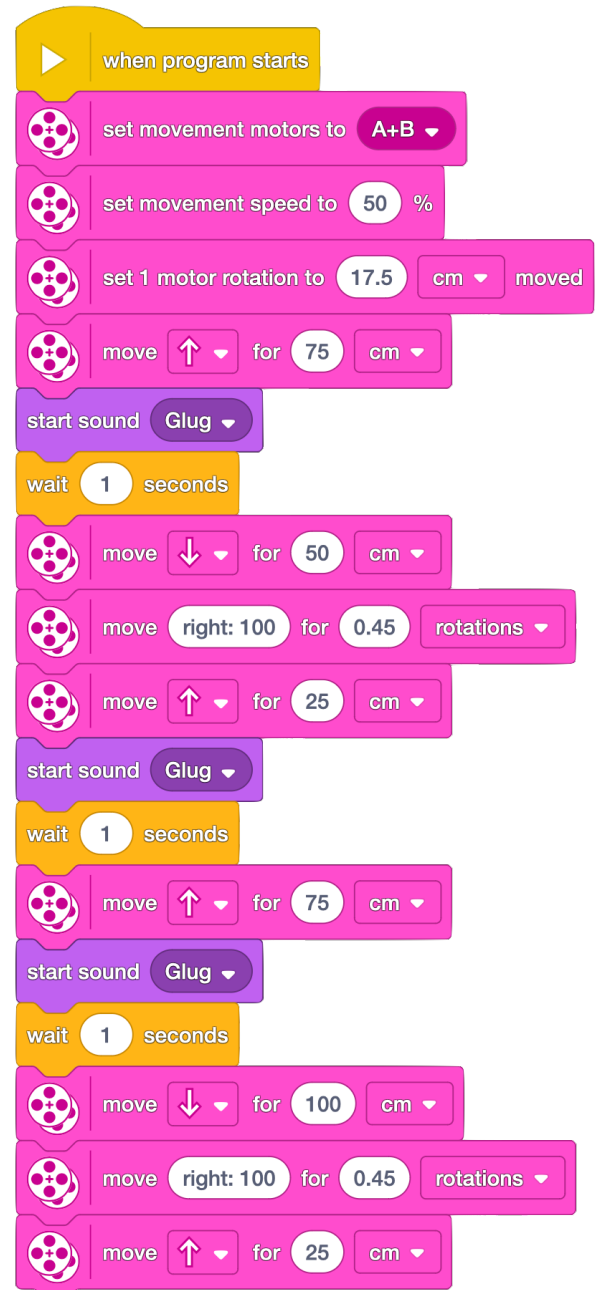 when program starts
set movement motors to A+B
set movement speed to 50 %
set 1 motor rotation to 17.5 cm moved
move for 75 cm
start sound Glug
wait 1 seconds
move for 50 cm
move right: 100 for 0.45 rotations
move for 25 cm
start sound Glug
wait 1 seconds
move for 75 cm
start sound Glug
wait 1 seconds
move for 100 cm
move right: 100 for 0.45 rotations
move for 25 cm